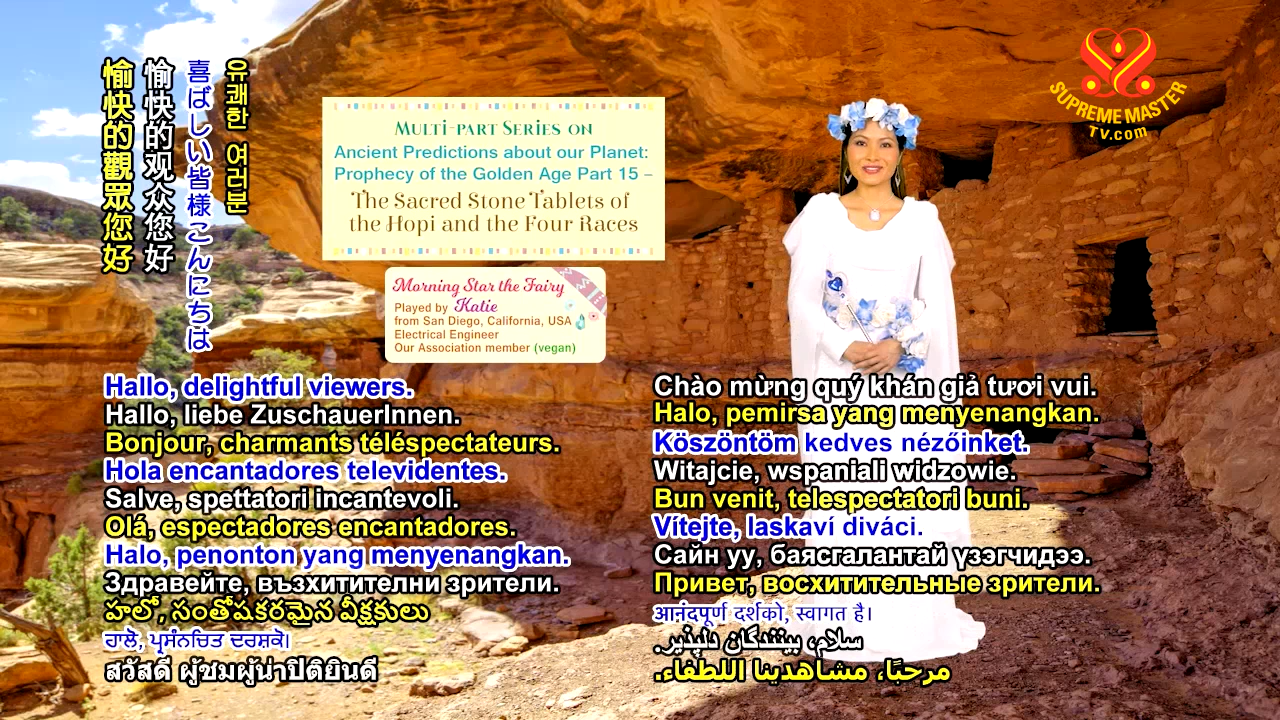 愉快的觀眾您好
愉快的观众您好
喜ばしい皆様こんにちは
유쾌한 여러분
MULTI-PART SERIES ON
Ancient Predictions about our Planet:
Prophecy of the Golden Age Part 15 –
The Sacred Stone Tablets of
the Hopi and the Four Races
Morning Star the Fairy
Played by Katie
from San Diego, California, USA
Electrical Engineer
Our Association member (vegan)
SUPREME MASTER
TV.com
Hallo, delightful viewers.
Hallo, liebe ZuschauerInnen.
Bonjour, charmants téléspectateurs.
Hola encantadores televidentes.
Salve, spettatori incantevoli.
Olá, espectadores encantadores.
Halo, penonton yang menyenangkan.
Здравейте, възхитителни зрители.
హలో, సంతోషకరమైన వీక్షకులు
ਹਾਲੋ, ਪ੍ਰਸੰਨਚਿਤ ਦਰਸ਼ਕੋ।
สวัสดี ผู้ชมผู้น่าปิติยินดี
Chào mừng quý khán giả tươi vui.
Halo, pemirsa yang menyenangkan.
Köszöntöm kedves nézőinket.
Witajcie, wspaniali widzowie.
Bun venit, telespectatori buni.
Vítejte, laskaví diváci.
Сайн уу, баясгалантай үзэгчидээ.
Привет, восхитительные зрители.
आनंदपूर्ण दर्शको, स्वागत है।
سلام، بینندگان دلپذیر.
مرحبًا، مشاهدينا اللطفاء.